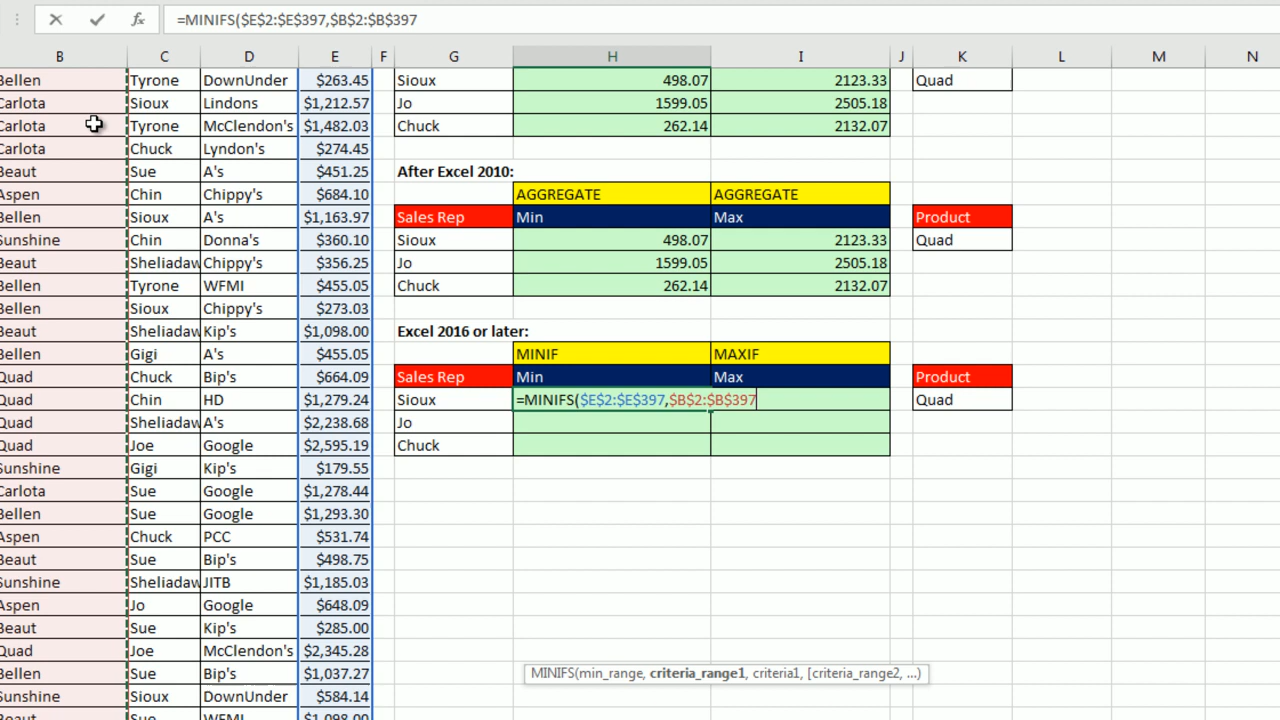 =MINIFS($E$2:$E$397,$B$2:$B$397
B C D E F G H I J K L M N
Bellen Tyrone DownUnder $263.45 Sioux 498.07 2123.33 Quad
Carlota Sioux Lindons $1,212.57 Jo 1599.05 2505.18
Carlota Tyrone McClendon's $1,482.03 Chuck 262.14 2132.07
Carlota Chuck Lyndon's $274.45
Beaut Sue A's $451.25 After Excel 2010:
Aspen Chin Chippy's $684.10 AGGREGATE AGGREGATE
Bellen Sioux A's $1,163.97 Sales Rep Min Max Product
Sunshine Chin Donna's $360.10 Sioux 498.07 2123.33 Quad
Beaut Sheliadaw Chippy's $356.25 Jo 1599.05 2505.18
Bellen Tyrone WFMI $455.05 Chuck 262.14 2132.07
Bellen Sioux Chippy's $273.03
Beaut Sheliadaw Kip's $1,098.00 Excel 2016 or later:
Bellen Gigi A's $455.05 MINIF MAXIF
Quad Chuck Bip's $664.09 Sales Rep Min Max Product
Quad Chin HD $1,279.24 Sioux =MINIFS($E$2:$E$397,$B$2:$B$397 Quad
Quad Sheliadaw A's $2,238.68 Jo
Quad Joe Google $2,595.19 Chuck
Sunshine Gigi Kip's $179.55
Carlota Sue Google $1,278.44
Bellen Sue Google $1,293.30
Aspen Chuck PCC $531.74
Beaut Sue Bip's $498.75
Sunshine Sheliadaw JITB $1,185.03
Aspen Jo Google $648.09
Beaut Sue Kip's $285.00
Quad Joe McClendon's $2,345.28
Bellen Sue Bip's $1,037.27 MINIFS(min_range, criteria_range1, criteria1, [criteria_range2, ...)
Sunshine Sioux DownUnder $584.14
Beaut Sue WFMI $1,098.00